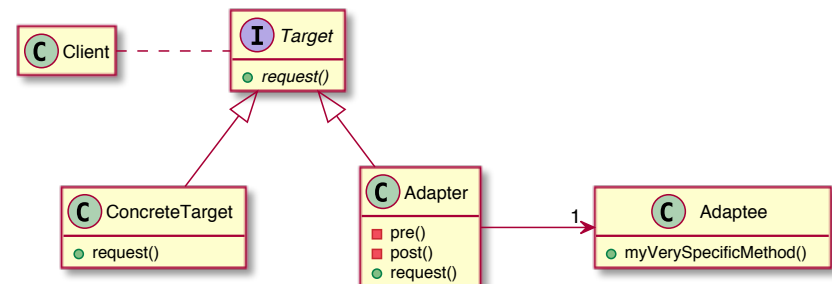 I Target
C Client
request()
C ConcreteTarget
request()
C Adapter
pre()
post()
request()
1
C Adaptee
myVerySpecificMethod()